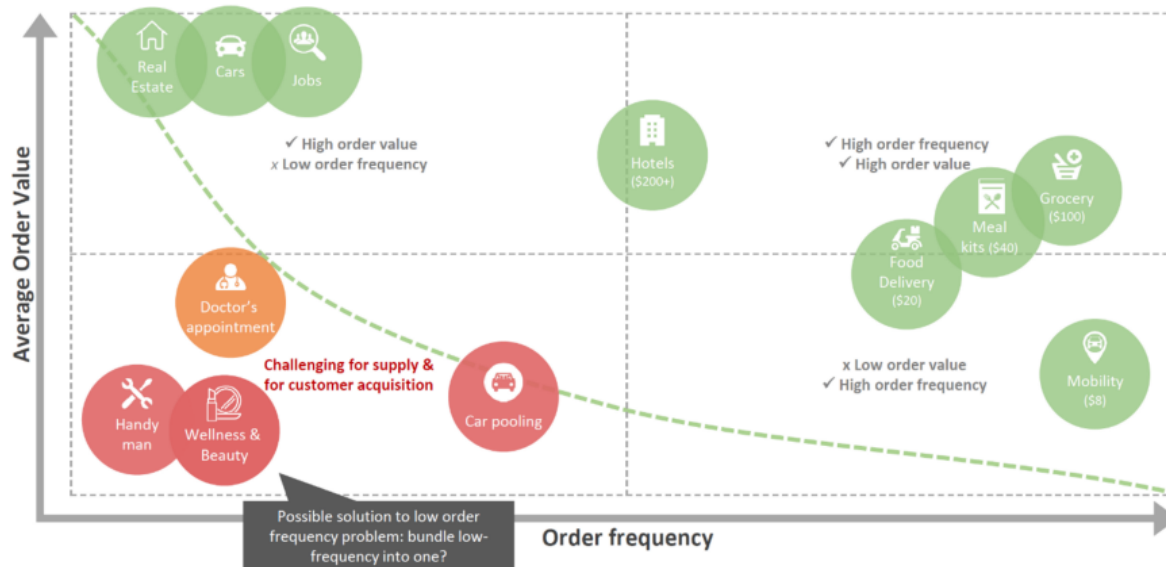 Average Order Value
Real
Estate
Cars
Jobs
✓ High order value
x Low order frequency
Hotels
($200+)
✓ High order frequency
✓ High order value
Grocery
($100)
Meal
kits ($40)
Food
Delivery
($20)
Doctor's
appointment
Challenging for supply &
for customer acquisition
Car pooling
x Low order value
✓ High order frequency
Mobility
($8)
Handy
man
Wellness &
Beauty
Possible solution to low order
frequency problem: bundle low-
frequency into one?
Order frequency